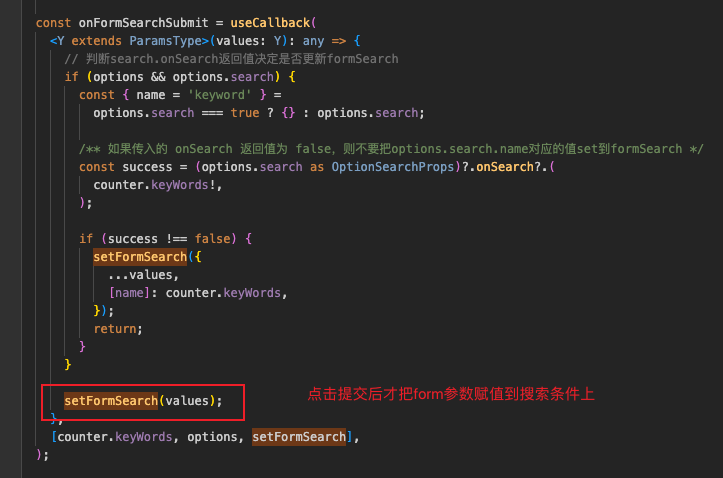 const onFormSearchSubmit = useCallback(
<Y extends ParamsType>(values: Y): any => {
// 判断search.onSearch返回值决定是否更新formSearch
if (options && options.search) {
const { name = 'keyword' } =
options.search === true ? {} : options.search;
/** 如果传入的 onSearch 返回值为 false，则不要把options.search.name对应的值set到formSearch */
const success = (options.search as OptionSearchProps)?.onSearch?.(
counter.keyWords!,
);
if (success !== false) {
setFormSearch({
...values,
[name]: counter.keyWords,
});
return;
}
}
setFormSearch(values);
点击提交后才把form参数赋值到搜索条件上
},
[counter.keyWords, options, setFormSearch],
);